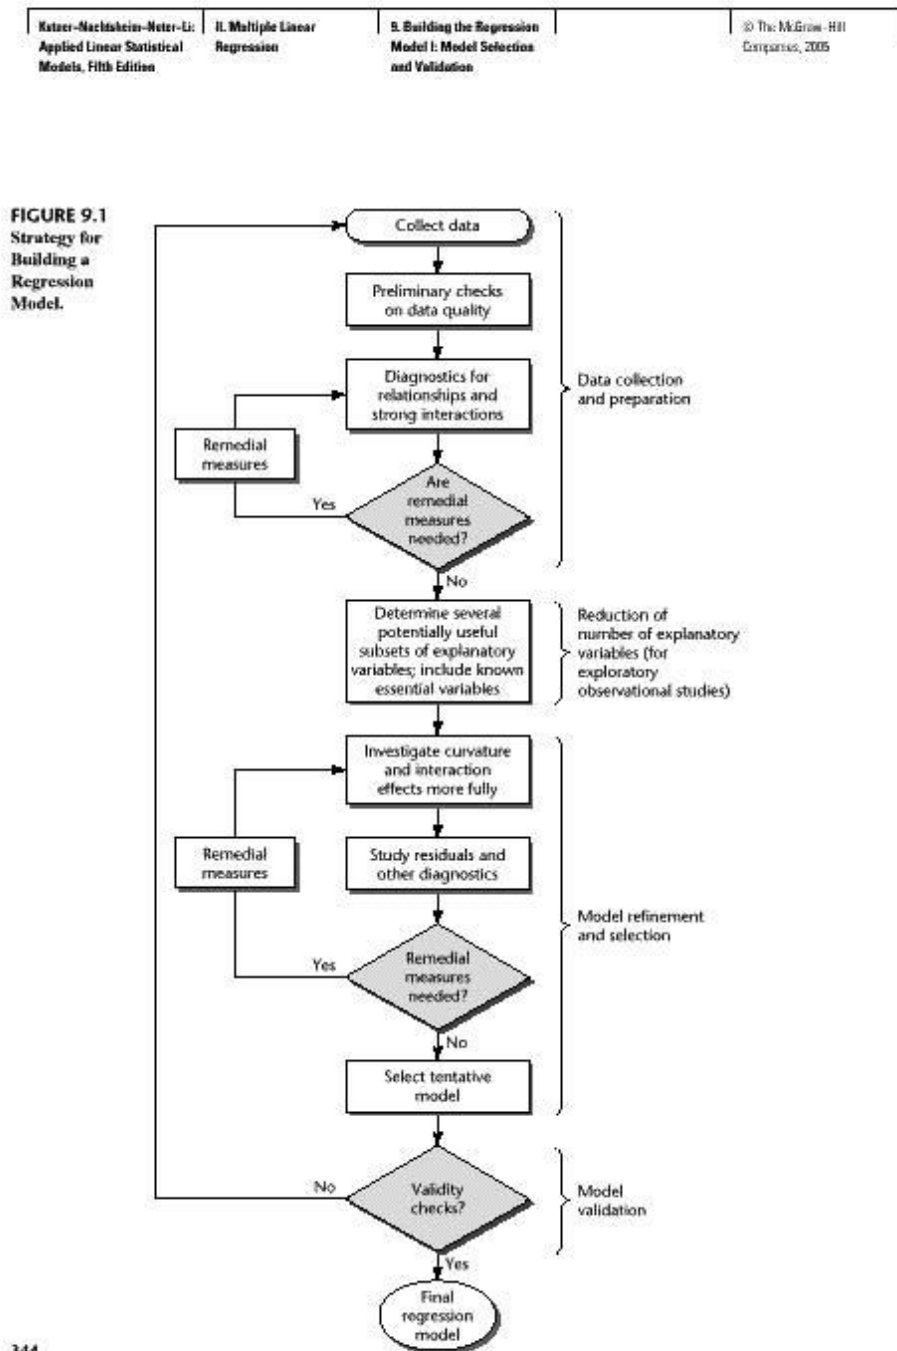 Kutner-Nachtsheim-Neter-Li:
Applied Linear Statistical
Models, Fifth Edition
II. Multiple Linear
Regression
9. Building the Regression
Model I: Model Selection
and Validation
© The McGraw-Hill
Companies, 2005
FIGURE 9.1
Strategy for
Building a
Regression
Model.
Collect data
Preliminary checks
on data quality
Diagnostics for
relationships and
strong interactions
Data collection
and preparation
Remedial
measures
Yes
Are
remedial
measures
needed?
No
Determine several
potentially useful
subsets of explanatory
variables; include known
essential variables
Reduction of
number of explanatory
variables (for
exploratory
observational studies)
Investigate curvature
and interaction
effects more fully
Remedial
measures
Study residuals and
other diagnostics
Model refinement
and selection
Yes
Remedial
measures
needed?
No
Select tentative
model
No
Validity
checks?
Model
validation
Yes
Final
regression
model
344